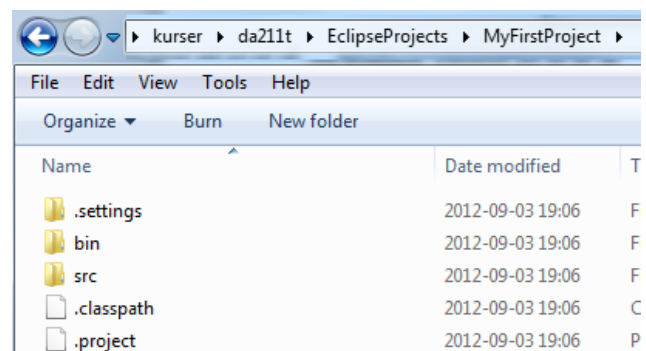 kurser ▸ da211t ▸ EclipseProjects ▸ MyFirstProject ▸
File Edit View Tools Help
Organize ▾ Burn New folder
Name Date modified T
.settings 2012-09-03 19:06 F
bin 2012-09-03 19:06 F
src 2012-09-03 19:06 F
.classpath 2012-09-03 19:06 C
.project 2012-09-03 19:06 P